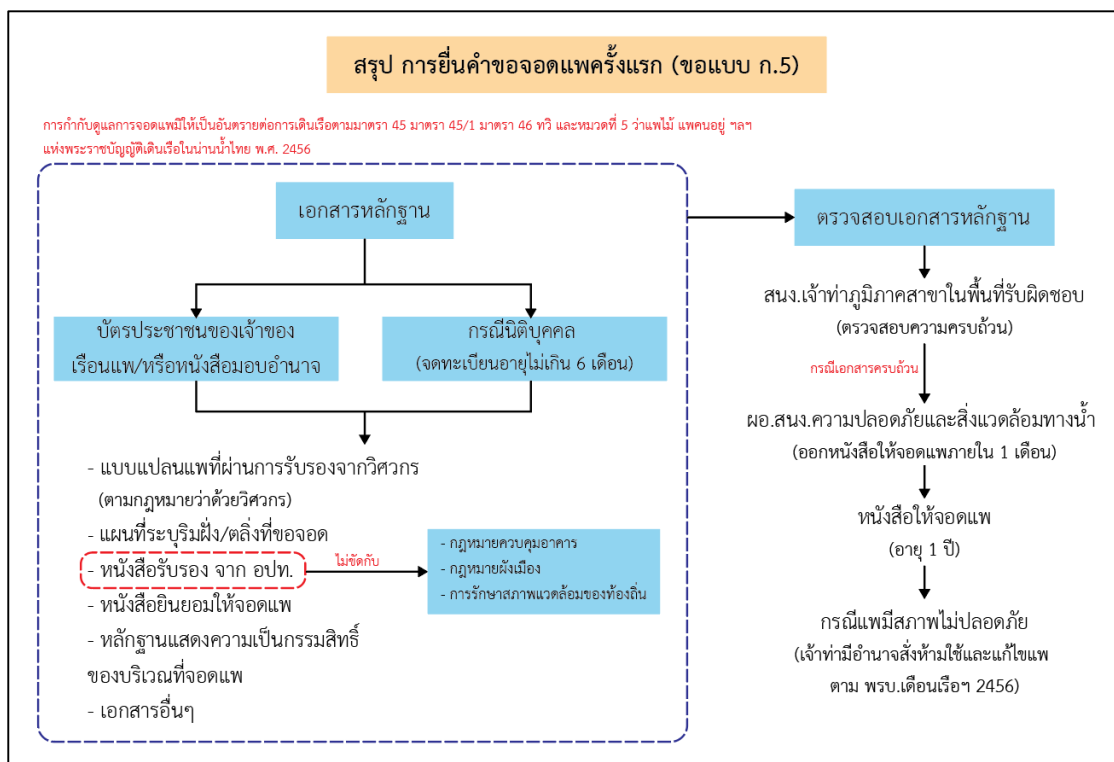 สรุป การยื่นคำขอจอดแพครั้งแรก (ขอแบบ ก.5)
การกำกับดูแลการจอดแพมิให้เป็นอันตรายต่อการเดินเรือตามมาตรา 45 มาตรา 45/1 มาตรา 46 ทวิ และหมวดที่ 5 ว่าแพไม้ แพคนอยู่ ฯลฯ
แห่งพระราชบัญญัติเดินเรือในน่านน้ำไทย พ.ศ. 2456
เอกสารหลักฐาน
บัตรประชาชนของเจ้าของ
เรือนแพ/หรือหนังสือมอบอำนาจ
กรณีนิติบุคคล
(จดทะเบียนอายุไม่เกิน 6 เดือน)
- แบบแปลนแพที่ผ่านการรับรองจากวิศวกร
(ตามกฎหมายว่าด้วยวิศวกร)
- แผนที่ระบุริมฝั่ง/ตลิ่งที่ขอจอด
- หนังสือรับรอง จาก อปท.
ไม่ขัดกับ
- กฎหมายควบคุมอาคาร
- กฎหมายผังเมือง
- การรักษาสภาพแวดล้อมของท้องถิ่น
- หนังสือยินยอมให้จอดแพ
- หลักฐานแสดงความเป็นกรรมสิทธิ์
ของบริเวณที่จอดแพ
- เอกสารอื่นๆ
ตรวจสอบเอกสารหลักฐาน
สนง.เจ้าท่าภูมิภาคสาขาในพื้นที่รับผิดชอบ
(ตรวจสอบความครบถ้วน)
กรณีเอกสารครบถ้วน
ผอ.สนง.ความปลอดภัยและสิ่งแวดล้อมทางน้ำ
(ออกหนังสือให้จอดแพภายใน 1 เดือน)
หนังสือให้จอดแพ
(อายุ 1 ปี)
กรณีแพมีสภาพไม่ปลอดภัย
(เจ้าท่ามีอำนาจสั่งห้ามใช้และแก้ไขแพ
ตาม พรบ.เดือนเรือฯ 2456)